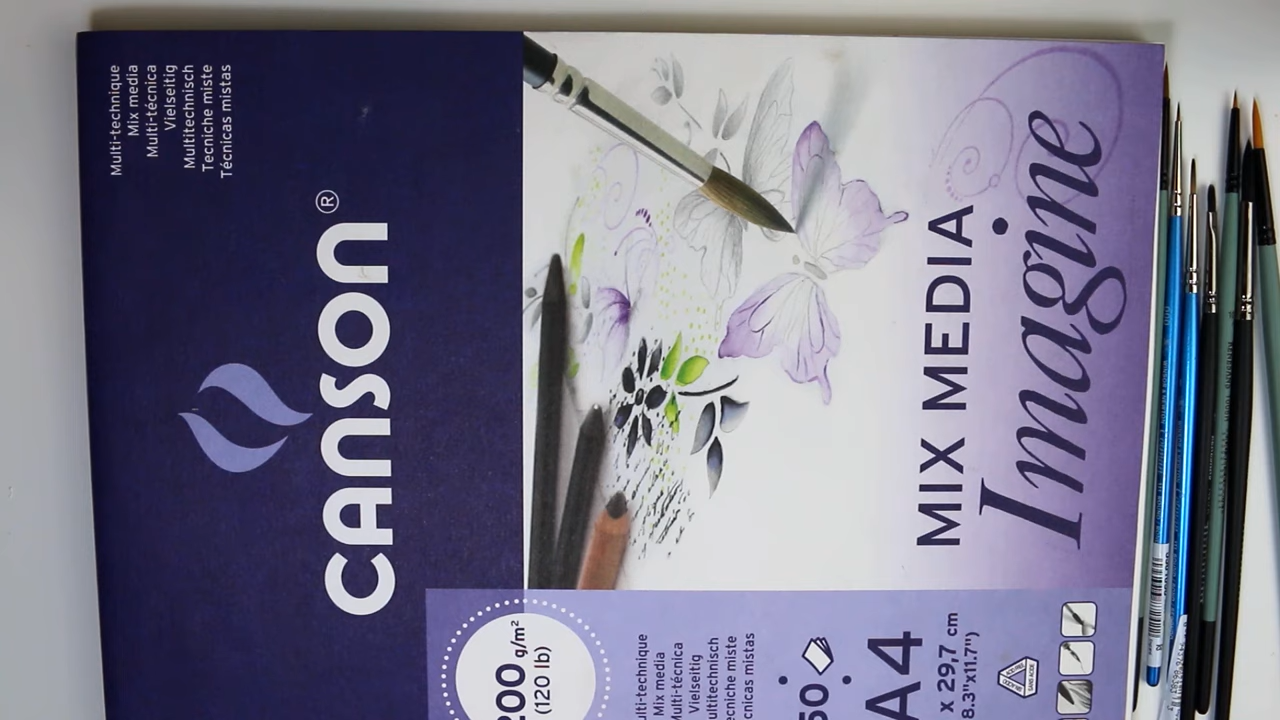 Multi-technique
Mix media
Multi-técnica
Vielseitig
Multitechnisch
Tecniche miste
Técnicas mistas
CANSON®
MIX MEDIA
Imagine
200 g/m²
(120 lb)
Multi-technique
Mix media
Multi-técnica
Vielseitig
Multitechnisch
Tecniche miste
Técnicas mistas
50
A4
x 29,7 cm
8.3"x11.7")